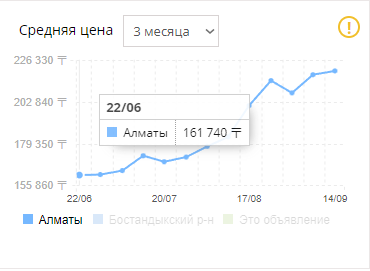 Средняя цена
3 месяца
!
226 330 ₸
202 840 ₸
179 350 ₸
155 860 ₸
22/06
Алматы 161 740 ₸
22/06 20/07 17/08 14/09
Алматы Бостандыкский р-н Это объявление